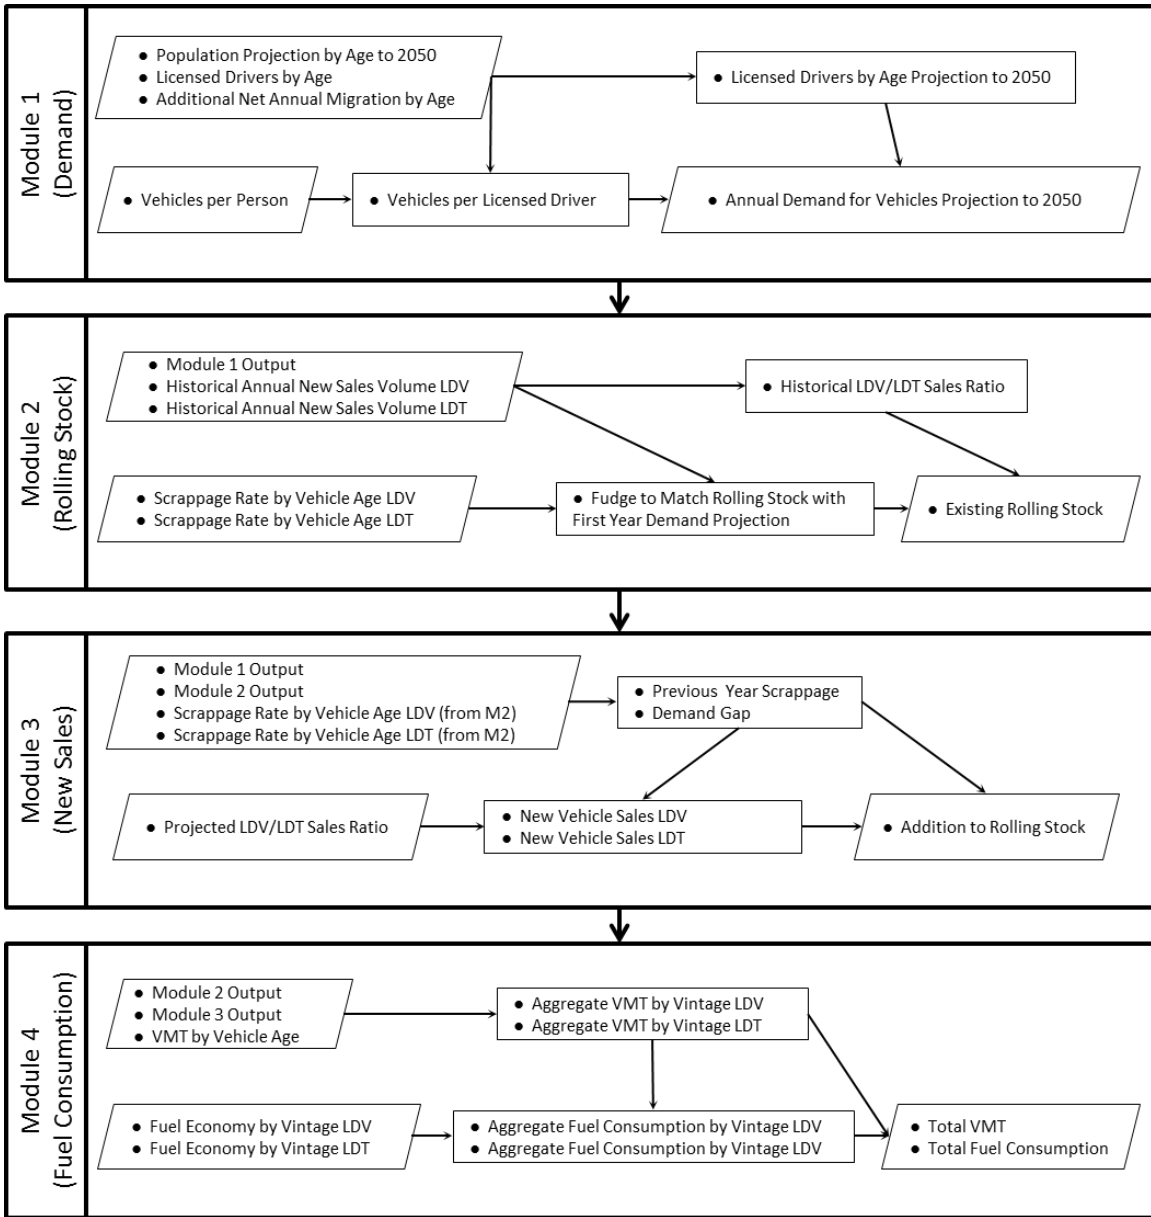 Module 1
(Demand)
● Population Projection by Age to 2050
● Licensed Drivers by Age
● Additional Net Annual Migration by Age
● Licensed Drivers by Age Projection to 2050
● Vehicles per Person
● Vehicles per Licensed Driver
● Annual Demand for Vehicles Projection to 2050
Module 2
(Rolling Stock)
● Module 1 Output
● Historical Annual New Sales Volume LDV
● Historical Annual New Sales Volume LDT
● Historical LDV/LDT Sales Ratio
● Scrappage Rate by Vehicle Age LDV
● Scrappage Rate by Vehicle Age LDT
● Fudge to Match Rolling Stock with
First Year Demand Projection
● Existing Rolling Stock
Module 3
(New Sales)
● Module 1 Output
● Module 2 Output
● Scrappage Rate by Vehicle Age LDV (from M2)
● Scrappage Rate by Vehicle Age LDT (from M2)
● Previous Year Scrappage
● Demand Gap
● Projected LDV/LDT Sales Ratio
● New Vehicle Sales LDV
● New Vehicle Sales LDT
● Addition to Rolling Stock
Module 4
(Fuel Consumption)
● Module 2 Output
● Module 3 Output
● VMT by Vehicle Age
● Aggregate VMT by Vintage LDV
● Aggregate VMT by Vintage LDT
● Fuel Economy by Vintage LDV
● Fuel Economy by Vintage LDT
● Aggregate Fuel Consumption by Vintage LDV
● Aggregate Fuel Consumption by Vintage LDV
● Total VMT
● Total Fuel Consumption